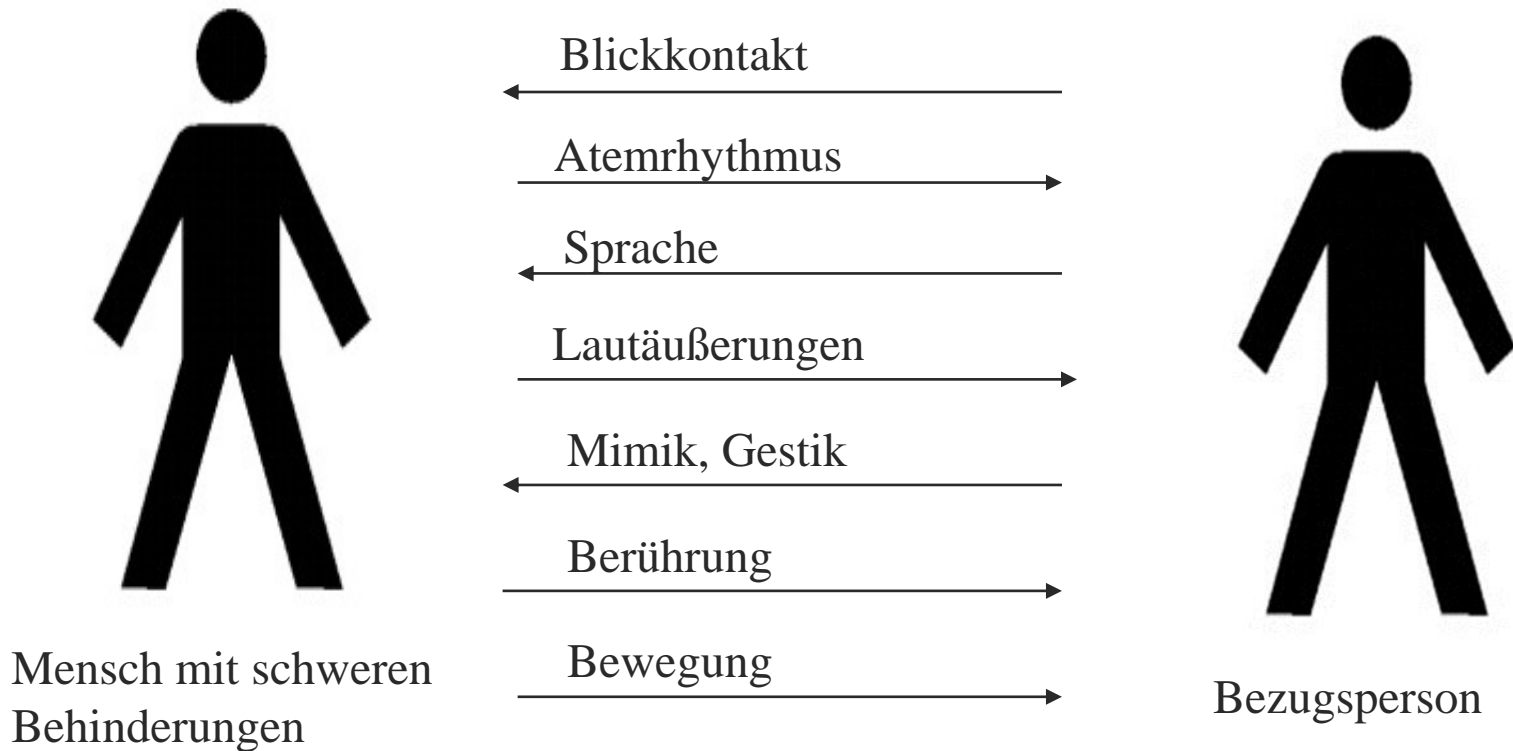 Blickkontakt
Atemrhythmus
Sprache
Lautäußerungen
Mimik, Gestik
Berührung
Bewegung
Mensch mit schweren
Behinderungen
Bezugsperson